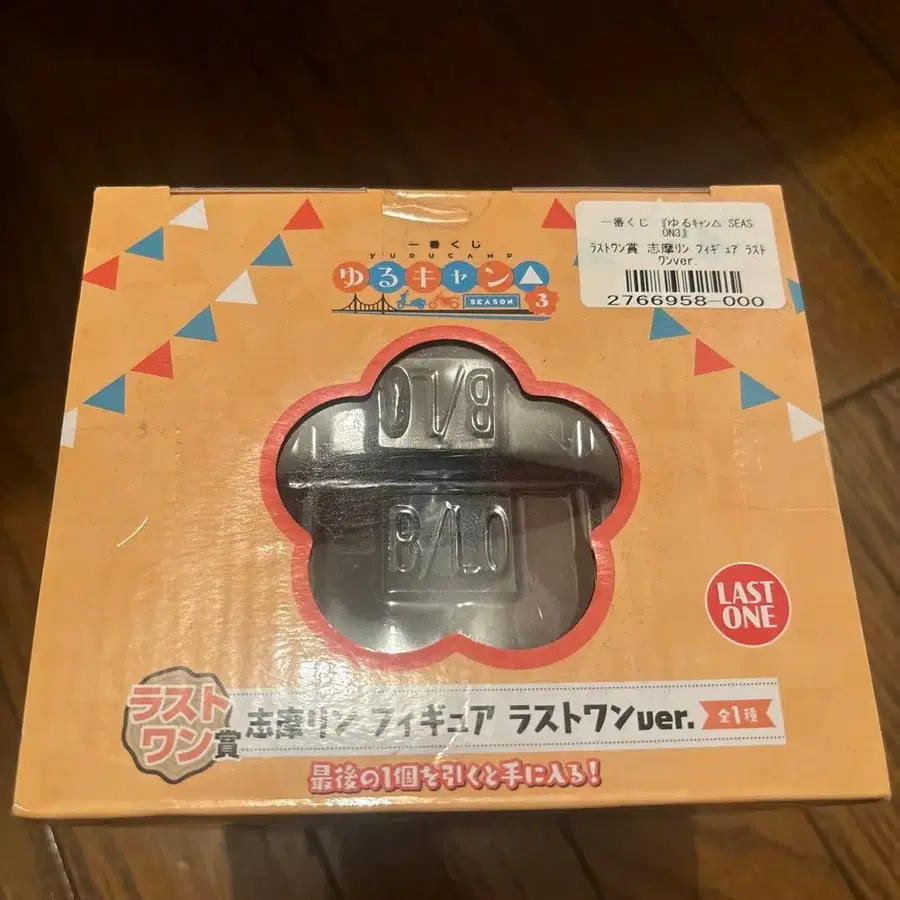 一番くじ
YURUCAMP
ゆるキャン△
SEASON 3
一番くじ 『ゆるｷｬﾝ△ SEAS
ON3』
ﾗｽﾄﾜﾝ賞 志摩ﾘﾝ ﾌｨｷﾞｭｱ ﾗｽﾄ
ﾜﾝver.
2766958-000
B/LO
B/LO
LAST
ONE
ラスト
ワン賞
志摩リン フィギュア ラストワンver.
全1種
最後の1個を引くと手に入る!